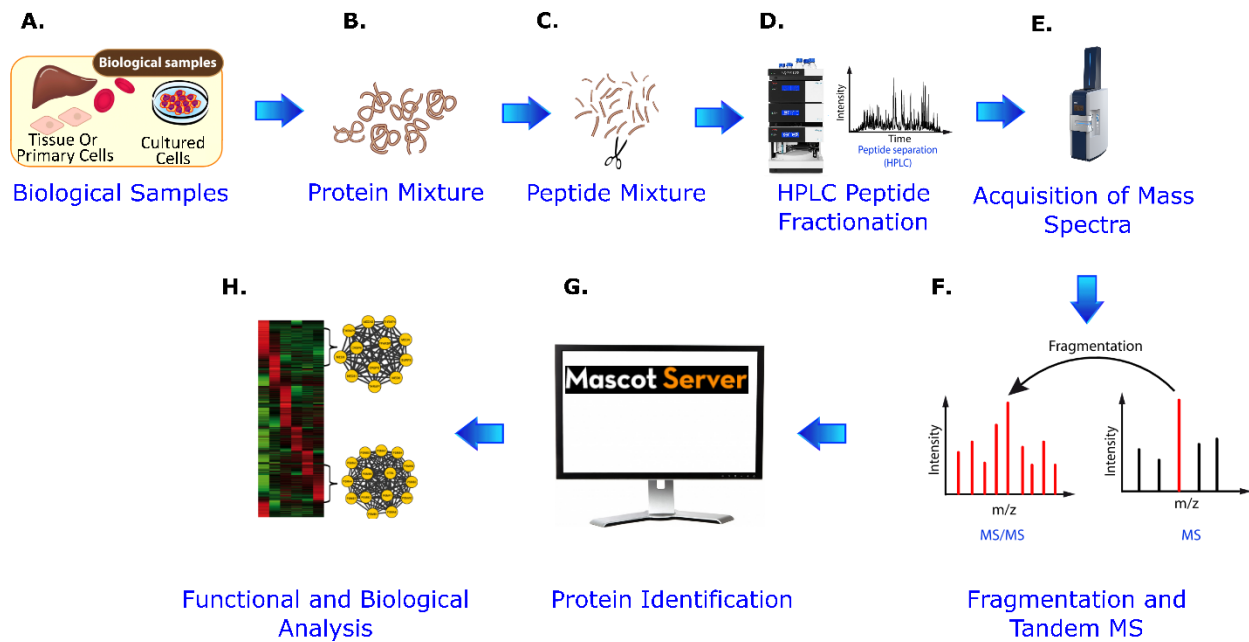 A.
B.
C.
D.
E.
Biological samples
Tissue Or
Primary Cells
Cultured
Cells
Intensity
Time
Peptide separation
(HPLC)
Biological Samples
Protein Mixture
Peptide Mixture
HPLC Peptide
Fractionation
Acquisition of Mass
Spectra
H.
G.
F.
Mascot Server
Fragmentation
Intensity
m/z
MS/MS
Intensity
m/z
MS
Functional and Biological
Analysis
Protein Identification
Fragmentation and
Tandem MS